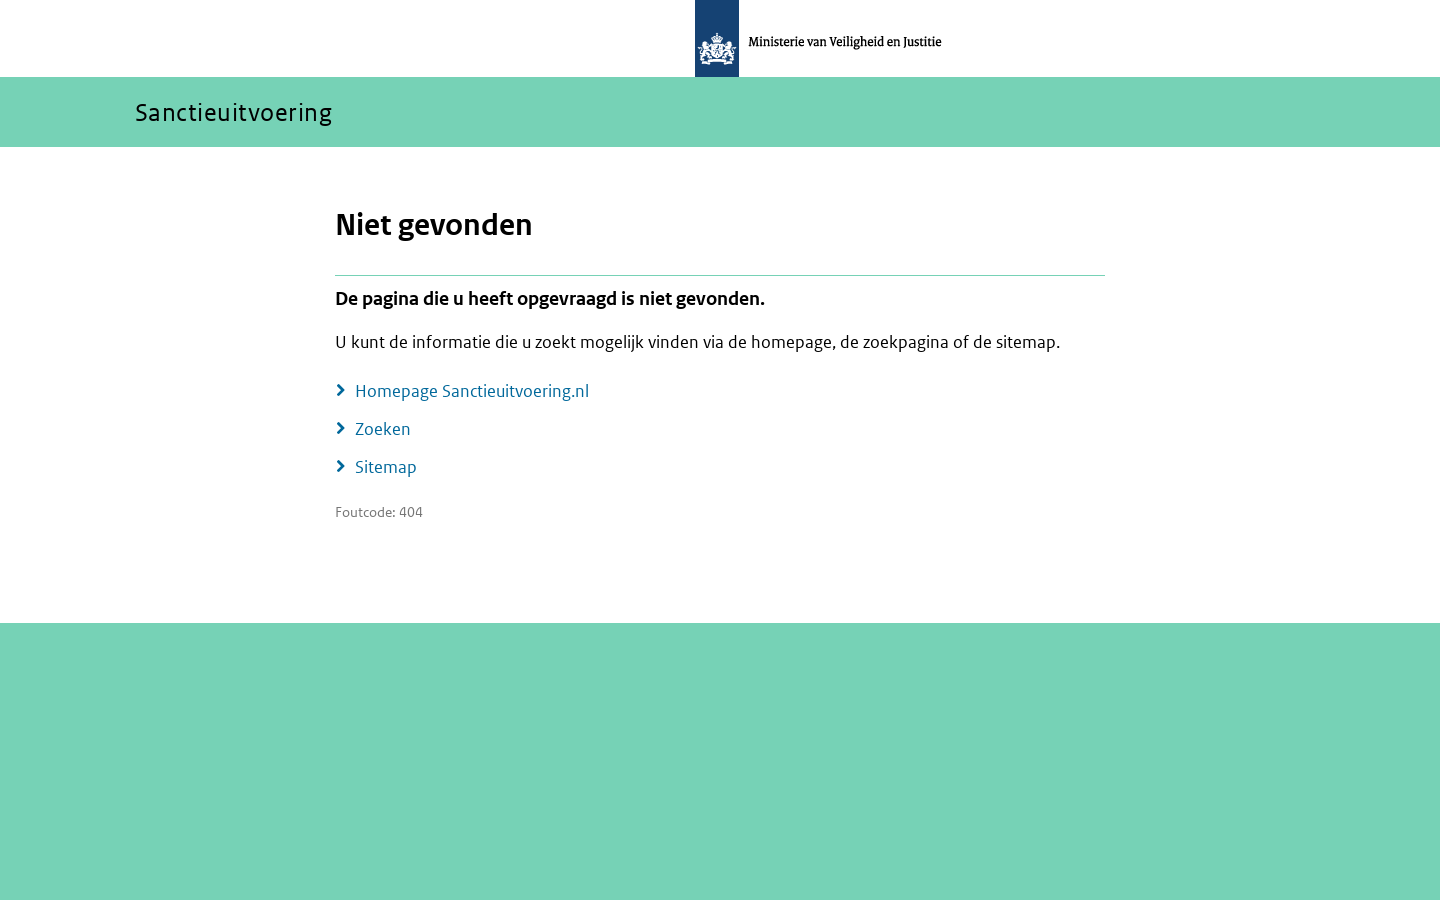 Ministerie van Veiligheid en Justitie
Sanctieuitvoering
Niet gevonden
De pagina die u heeft opgevraagd is niet gevonden.
U kunt de informatie die u zoekt mogelijk vinden via de homepage, de zoekpagina of de sitemap.
Homepage Sanctieuitvoering.nl
Zoeken
Sitemap
Foutcode: 404